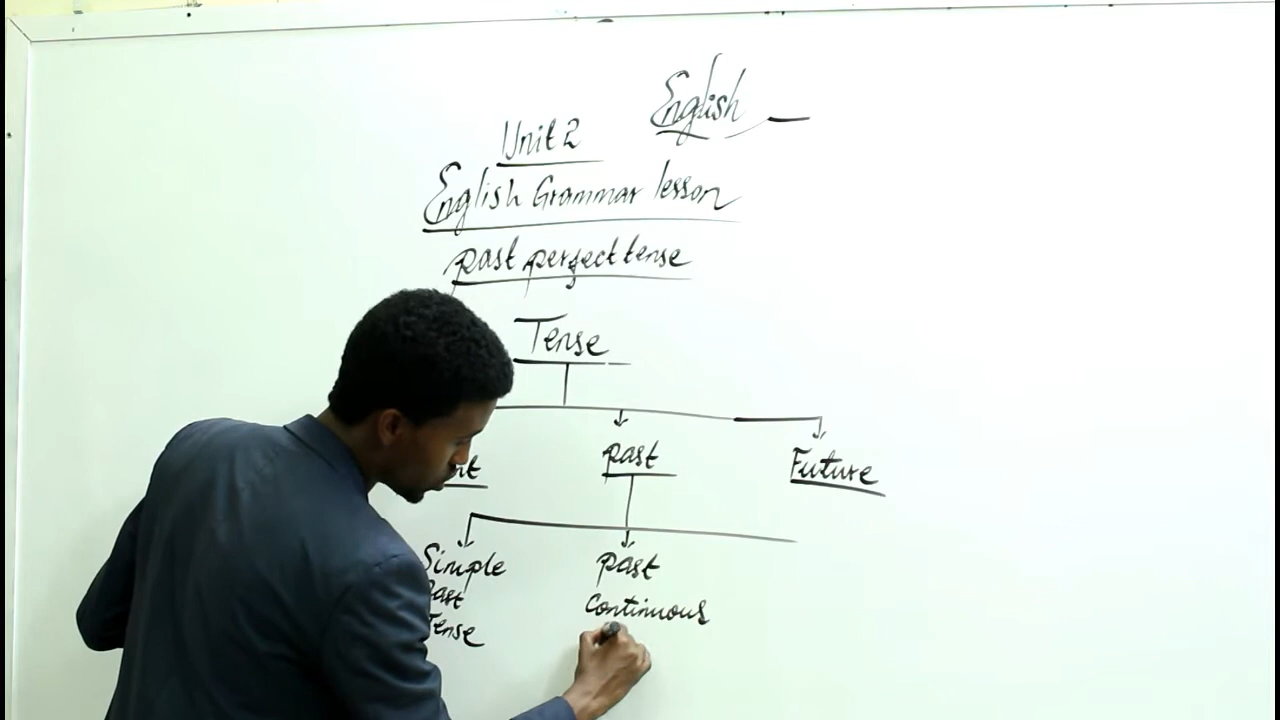 English
Unit 2
English Grammar lesson
past perfect tense
Tense
past
Future
Simple
past
Tense
past
Continuous